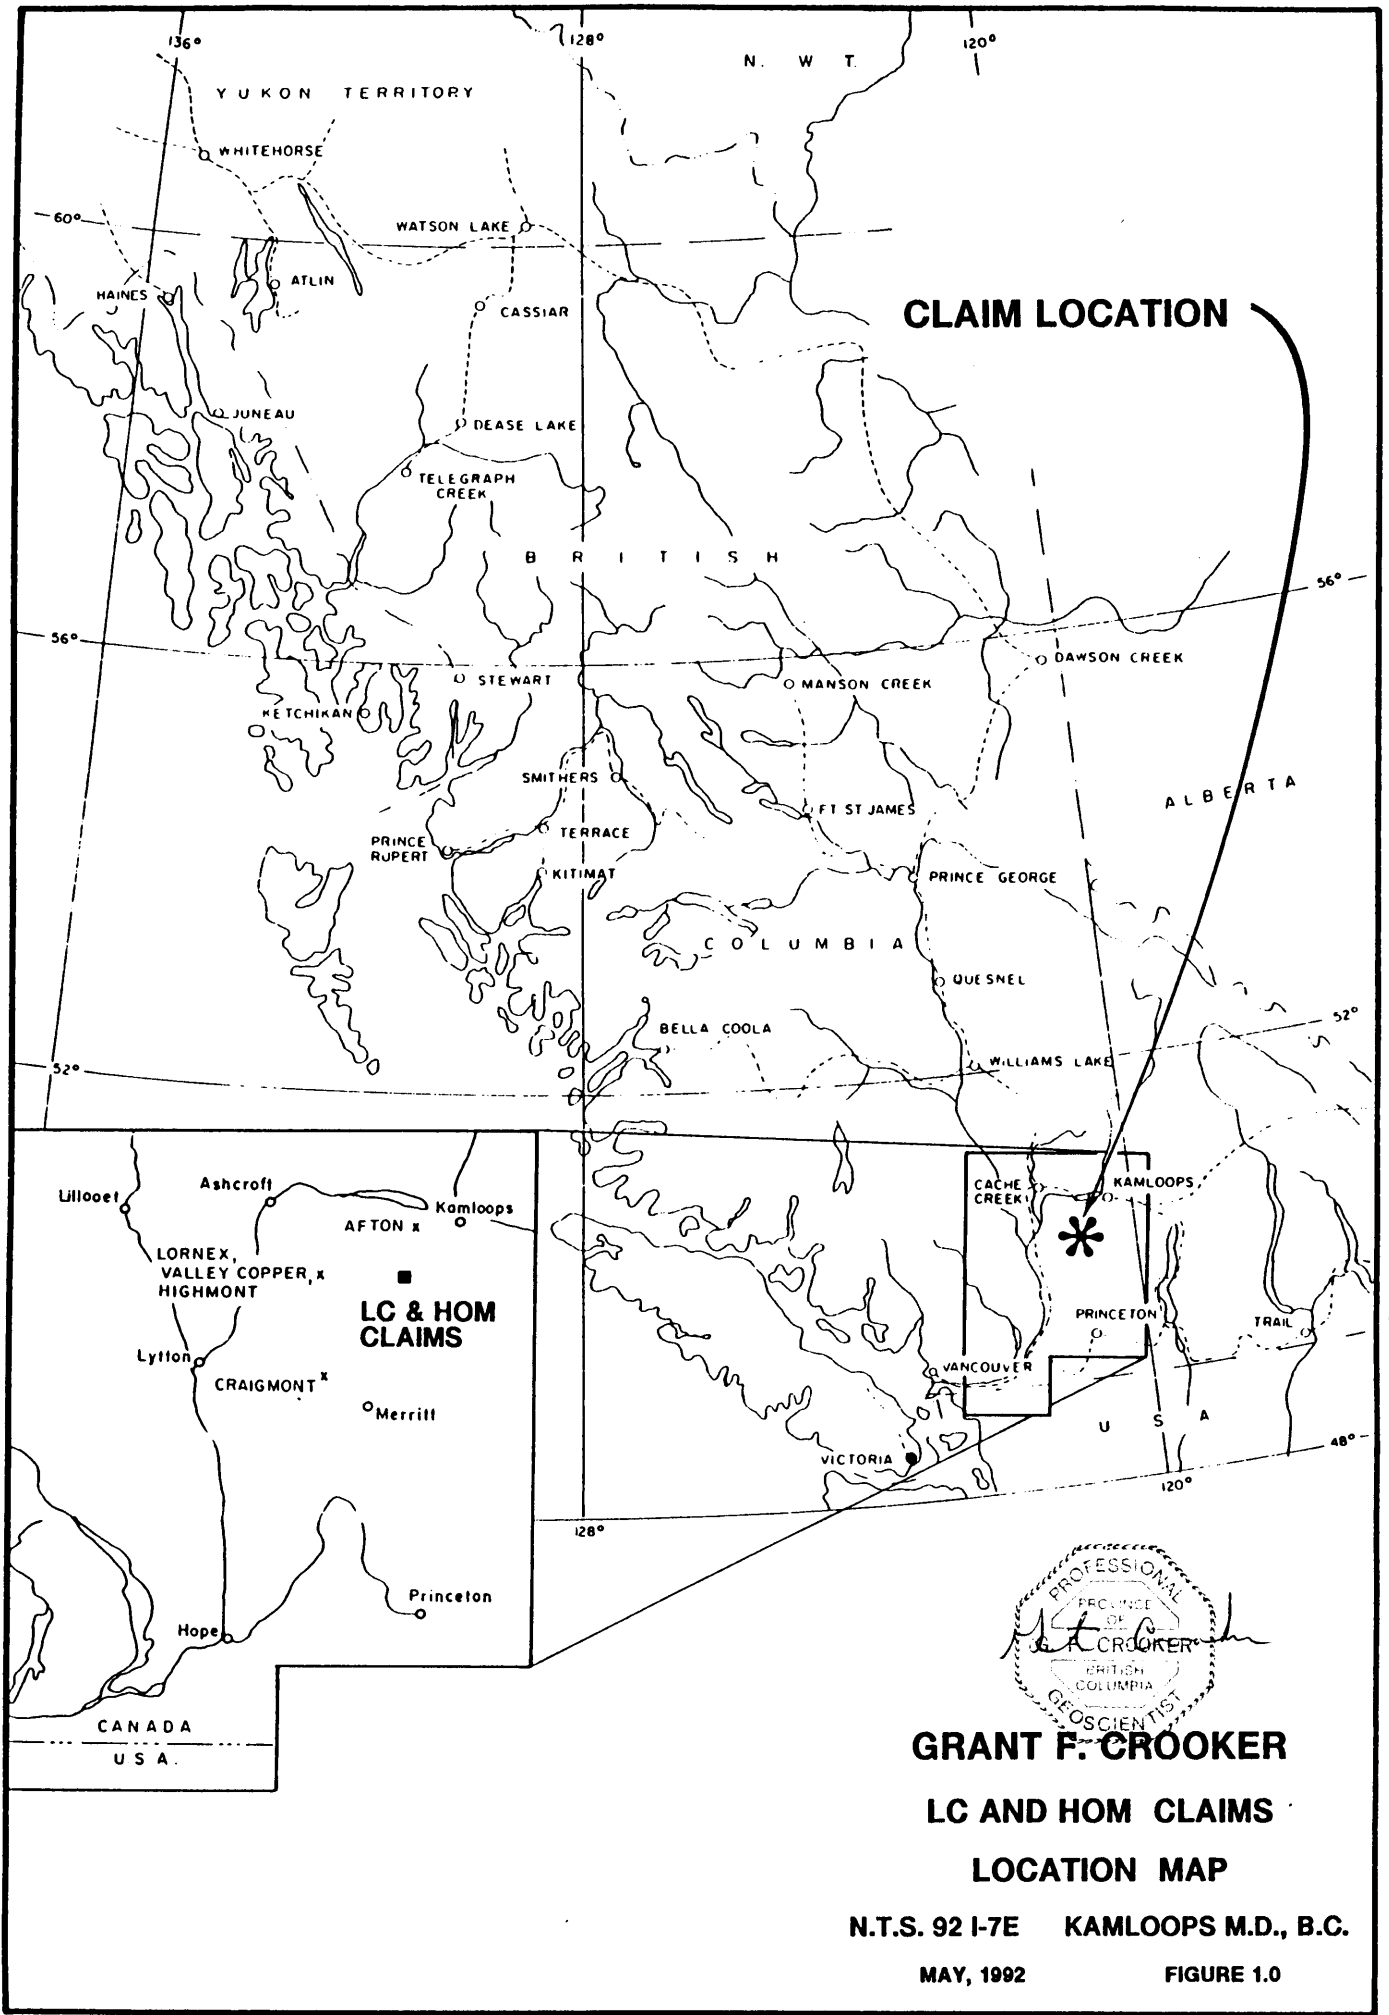 136°
128°
120°
N. W T.
YUKON TERRITORY
WHITEHORSE
60°
WATSON LAKE
ATLIN
HAINES
CASSIAR
CLAIM LOCATION
JUNEAU
DEASE LAKE
TELEGRAPH
CREEK
BRITISH
56°
56°
DAWSON CREEK
STEWART
MANSON CREEK
KETCHIKAN
SMITHERS
ALBERTA
FT ST JAMES
TERRACE
PRINCE
RUPERT
KITIMAT
PRINCE GEORGE
COLUMBIA
QUESNEL
BELLA COOLA
52°
WILLIAMS LAKE
52°
CACHE
CREEK
KAMLOOPS
PRINCETON
TRAIL
VANCOUVER
U S A
VICTORIA
48°
120°
128°
Lillooet
Ashcroft
Kamloops
AFTON x
LORNEX,
VALLEY COPPER, x
HIGHMONT
LC & HOM
CLAIMS
Lytton
CRAIGMONT x
Merritt
Princeton
Hope
CANADA
U S A.
PROFESSIONAL
PROVINCE
OF
G. F. CROOKER
BRITISH
COLUMBIA
GEOSCIENTIST
GRANT F. CROOKER
LC AND HOM CLAIMS
LOCATION MAP
N.T.S. 92 I-7E KAMLOOPS M.D., B.C.
MAY, 1992 FIGURE 1.0